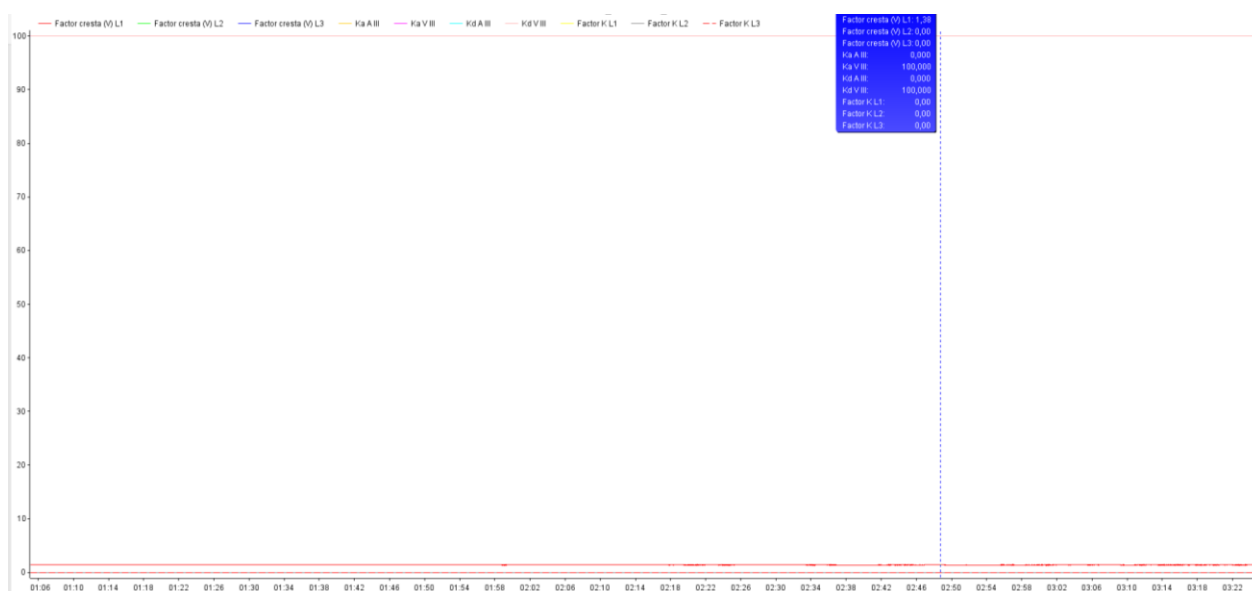 Factor cresta (V) L1 Factor cresta (V) L2 Factor cresta (V) L3 Ka A III Ka V III Kd A III Kd V III Factor K L1 Factor K L2 Factor K L3
Factor cresta (V) L1: 1,38
Factor cresta (V) L2: 0,00
Factor cresta (V) L3: 0,00
Ka A III: 0,000
Ka V III: 100,000
Kd A III: 0,000
Kd V III: 100,000
Factor K L1: 0,00
Factor K L2: 0,00
Factor K L3: 0,00
100
90
80
70
60
50
40
30
20
10
0
01:06 01:10 01:14 01:18 01:22 01:26 01:30 01:34 01:38 01:42 01:46 01:50 01:54 01:58 02:02 02:06 02:10 02:14 02:18 02:22 02:26 02:30 02:34 02:38 02:42 02:46 02:50 02:54 02:58 03:02 03:06 03:10 03:14 03:18 03:22